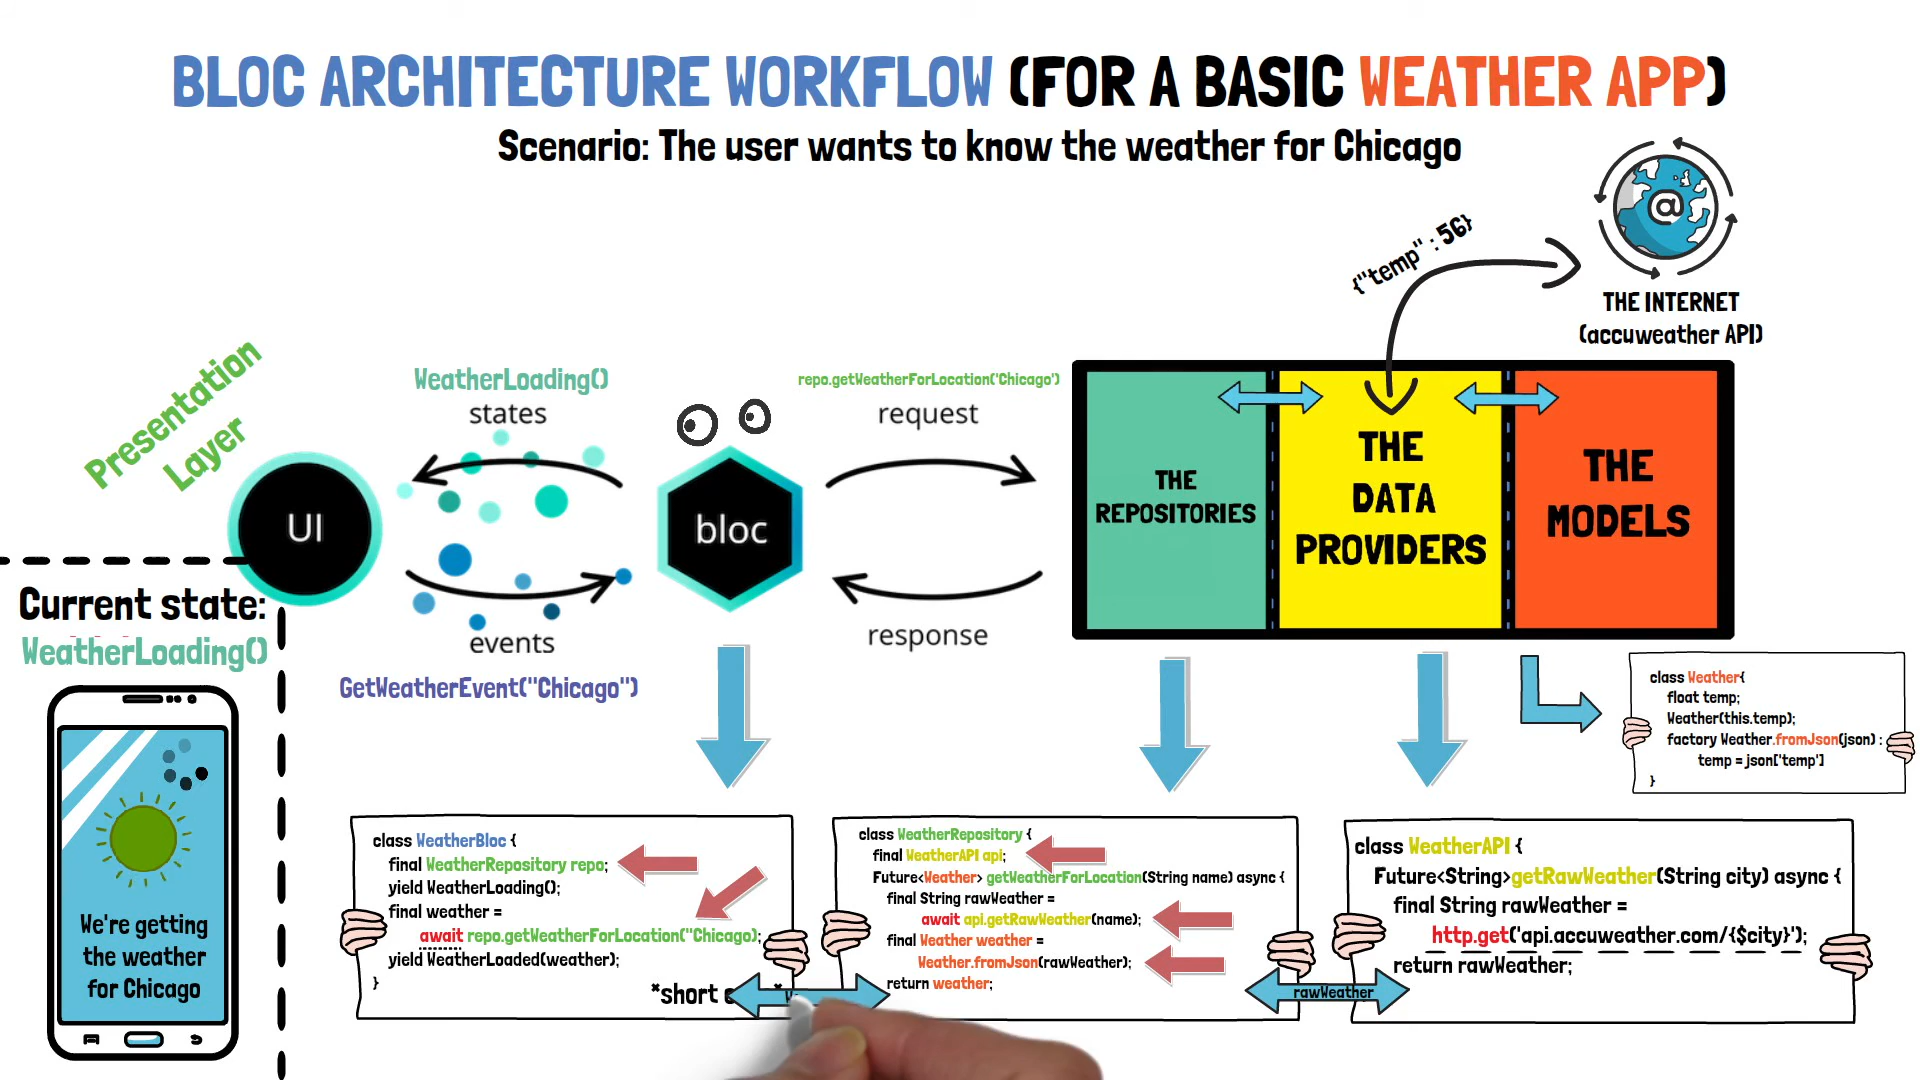 BLOC ARCHITECTURE WORKFLOW (FOR A BASIC WEATHER APP)
Scenario: The user wants to know the weather for Chicago
@
{"temp" : 56}
THE INTERNET
(accuweather API)
Presentation
Layer
WeatherLoading()
states
repo.getWeatherForLocation('Chicago')
request
UI
bloc
THE
REPOSITORIES
THE
DATA
PROVIDERS
THE
MODELS
events
GetWeatherEvent("Chicago")
response
Current state:
WeatherLoading()
We're getting
the weather
for Chicago
class Weather{
float temp;
Weather(this.temp);
factory Weather.fromJson(json) :
temp = json['temp']
}
class WeatherBloc {
final WeatherRepository repo;
yield WeatherLoading();
final weather =
await repo.getWeatherForLocation("Chicago);
yield WeatherLoaded(weather);
}
*short
class WeatherRepository {
final WeatherAPI api;
Future<Weather> getWeatherForLocation(String name) async {
final String rawWeather =
await api.getRawWeather(name);
final Weather weather =
Weather.fromJson(rawWeather);
return weather;
rawWeather
class WeatherAPI {
Future<String>getRawWeather(String city) async {
final String rawWeather =
http.get('api.accuweather.com/{$city}');
return rawWeather;